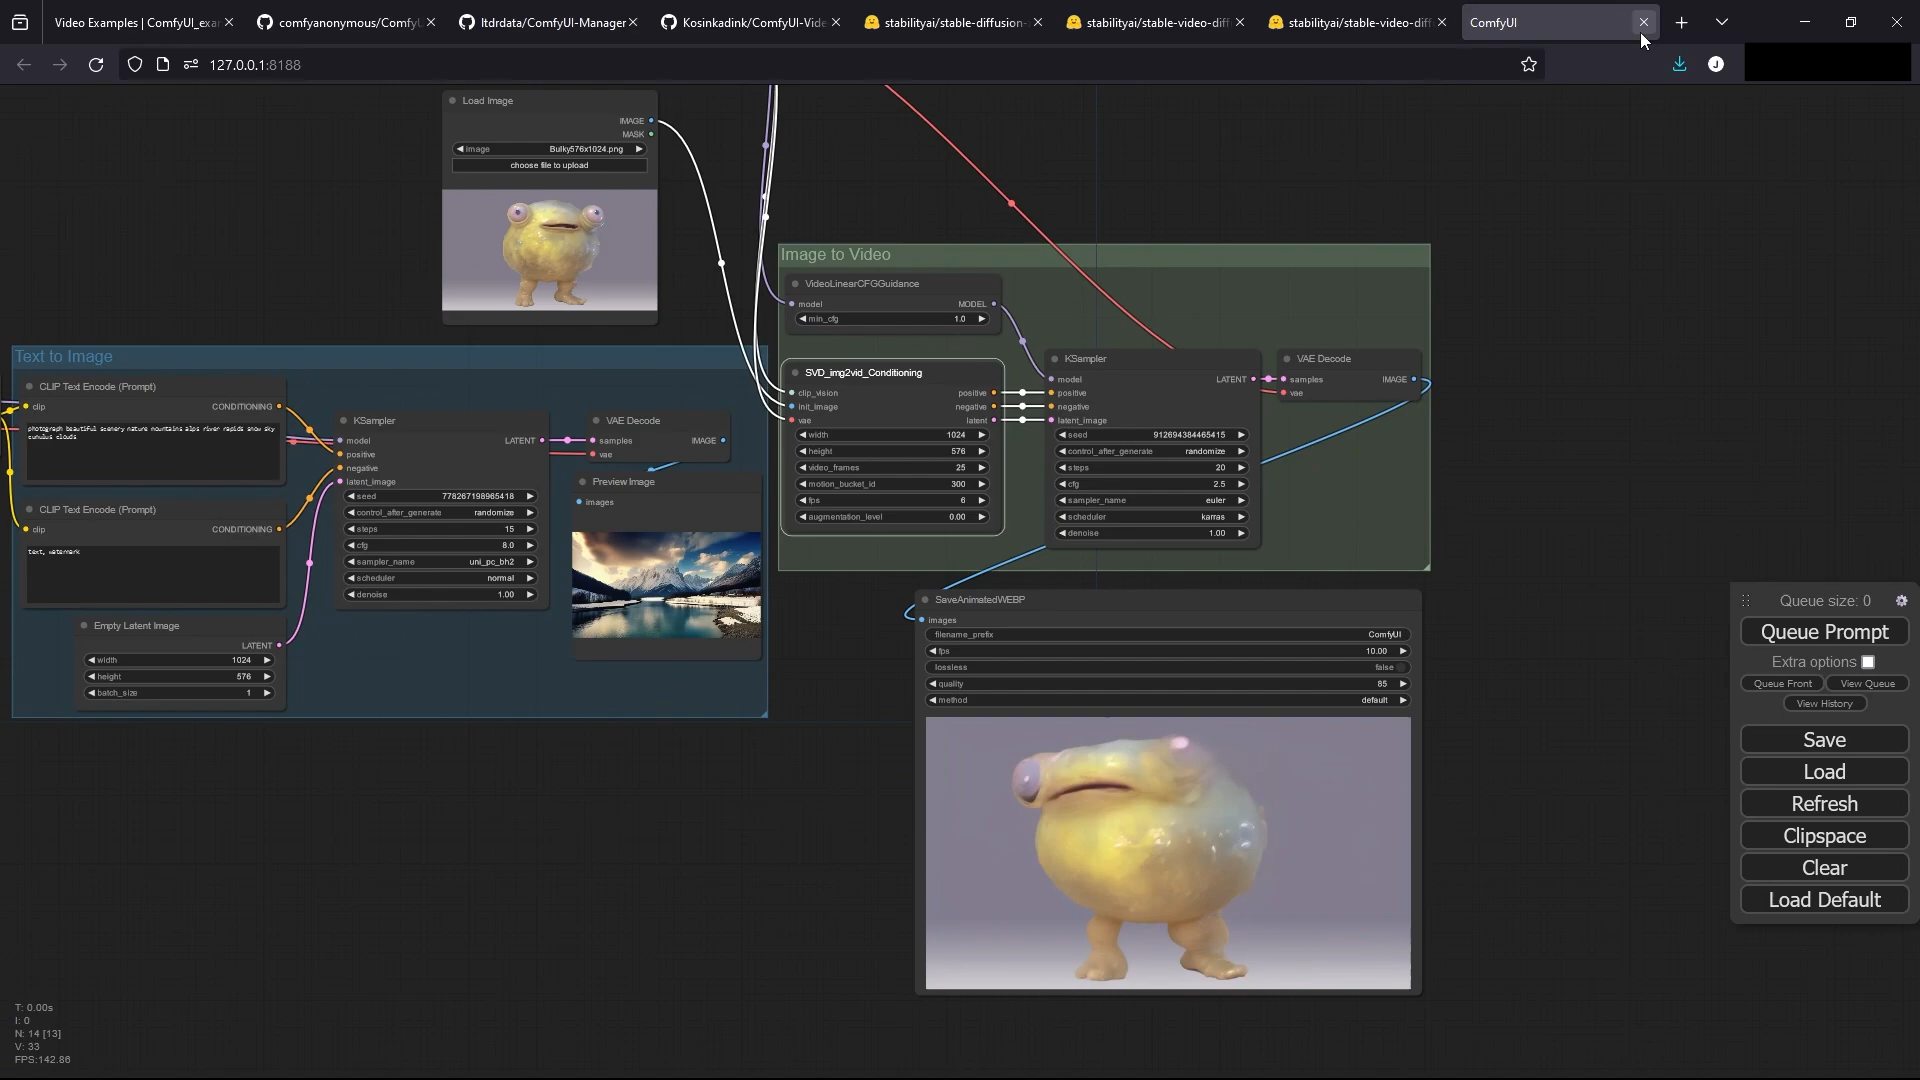 Video Examples | ComfyUI_exa
comfyanonymous/ComfyU
ltdrdata/ComfyUI-Manager
Kosinkadink/ComfyUI-Vide
stabilityai/stable-diffusion-
stabilityai/stable-video-diff
stabilityai/stable-video-diff
ComfyUI
127.0.0.1:8188
J
Load Image
IMAGE
MASK
image Bulky576x1024.png
choose file to upload
Image to Video
VideoLinearCFGGuidance
model MODEL
min_cfg 1.0
SVD_img2vid_Conditioning
clip_vision positive
init_image negative
vae latent
width 1024
height 576
video_frames 25
motion_bucket_id 300
fps 6
augmentation_level 0.00
KSampler
model LATENT
positive
negative
latent_image
seed 912694384465415
control_after_generate randomize
steps 20
cfg 2.5
sampler_name euler
scheduler karras
denoise 1.00
VAE Decode
samples IMAGE
vae
Text to Image
CLIP Text Encode (Prompt)
clip CONDITIONING
photograph beautiful scenery nature mountains alps river rapids snow sky
cumulus clouds
CLIP Text Encode (Prompt)
clip CONDITIONING
text, watermark
Empty Latent Image
LATENT
width 1024
height 576
batch_size 1
KSampler
model LATENT
positive
negative
latent_image
seed 778267198965418
control_after_generate randomize
steps 15
cfg 8.0
sampler_name uni_pc_bh2
scheduler normal
denoise 1.00
VAE Decode
samples IMAGE
vae
Preview Image
images
SaveAnimatedWEBP
images
filename_prefix ComfyUI
fps 10.00
lossless false
quality 85
method default
Queue size: 0
Queue Prompt
Extra options
Queue Front View Queue
View History
Save
Load
Refresh
Clipspace
Clear
Load Default
T: 0.00s
I: 0
N: 14 [13]
V: 33
FPS:142.86